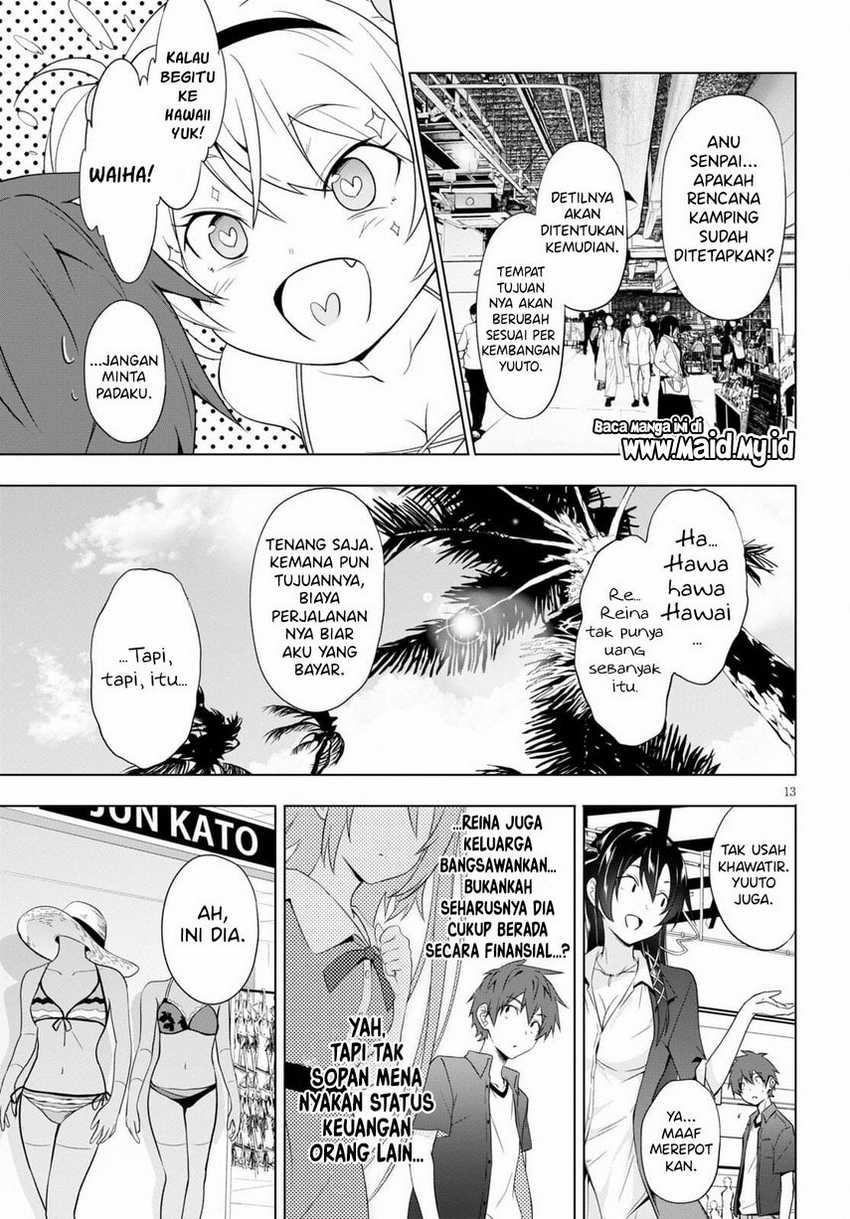 ANU
SENPAI...
APAKAH
RENCANA
KAMPING
SUDAH
DITETAPKAN?
DETILNYA
AKAN
DITENTUKAN
KEMUDIAN.
TEMPAT
TUJUAN
NYA AKAN
BERUBAH
SESUAI PER
KEMBANGAN
YUUTO
Baca manga ini di
www.Maid.My.id
KALAU
BEGITU
KE
HAWAII
YUK!
WAIHA!
...JANGAN
MINTA
PADAKU.
Ha...
Hawa
hawa
Hawai
...
Re...
Reina
tak punya
uang
sebanyak
itu.
TENANG SAJA.
KEMANA PUN
TUJUANNYA,
BIAYA
PERJALANAN
NYA BIAR
AKU YANG
BAYAR.
...Tapi,
tapi, itu...
13
TAK USAH
KHAWATIR.
YUUTO
JUGA.
YA...
MAAF
MEREPOT
KAN.
...REINA JUGA
KELUARGA
BANGSAWANKAN...
BUKANKAH
SEHARUSNYA DIA
CUKUP BERADA
SECARA FINANSIAL...?
YAH,
TAPI TAK
SOPAN MENA
NYAKAN STATUS
KEUANGAN
ORANG LAIN...
JUN KATO
AH,
INI DIA.